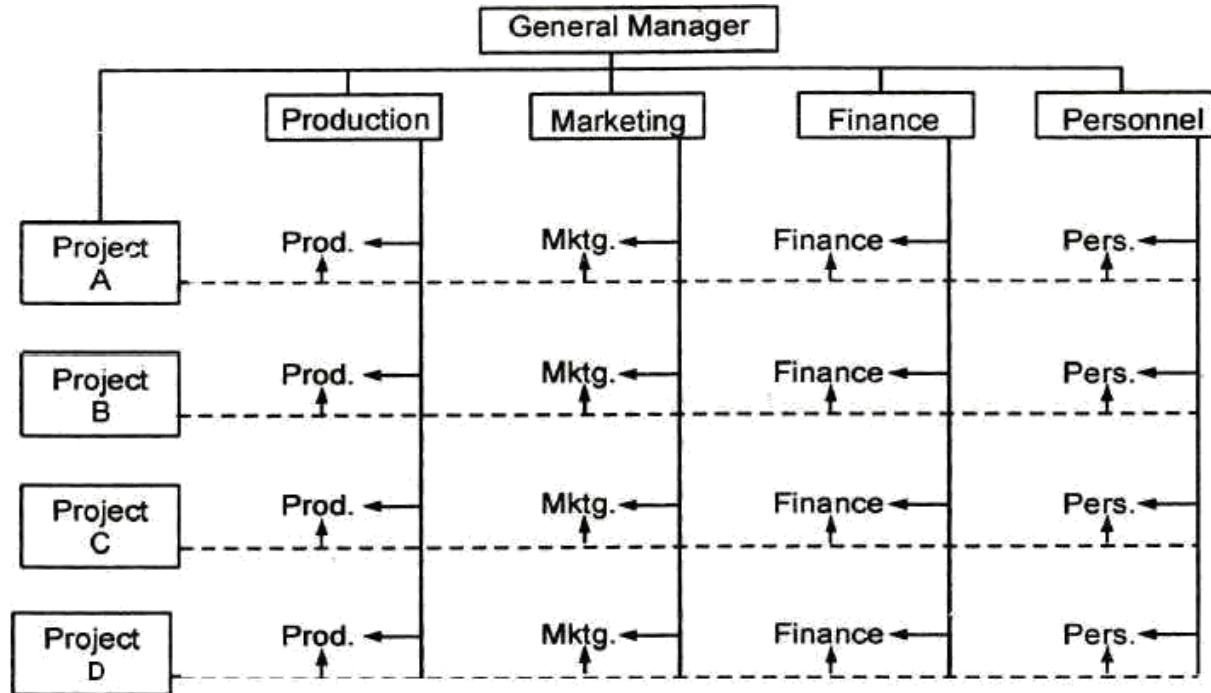 General Manager
Production Marketing Finance Personnel
Project
A
Prod. Mktg. Finance Pers.
Project
B
Prod. Mktg. Finance Pers.
Project
C
Prod. Mktg. Finance Pers.
Project
D
Prod. Mktg. Finance Pers.